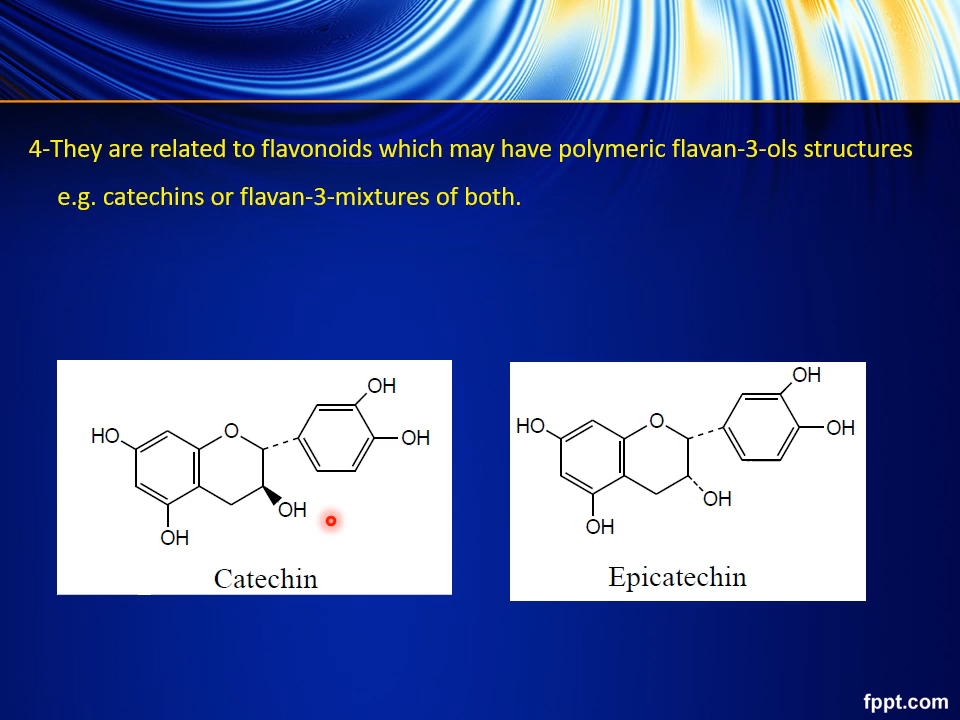 4-They are related to flavonoids which may have polymeric flavan-3-ols structures
e.g. catechins or flavan-3-mixtures of both.
OH
HO
O
OH
OH
OH
Catechin
OH
HO
O
OH
OH
OH
Epicatechin
fppt.com